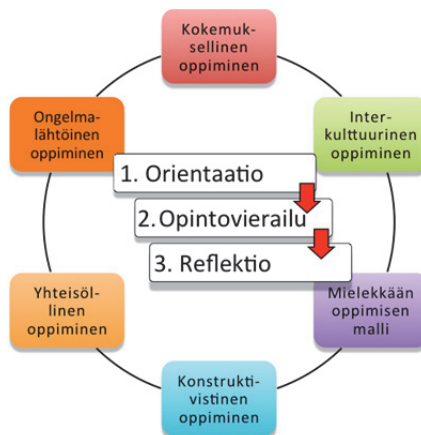 Kokemuk-
sellinen
oppiminen
Ongelma-
lähtöinen
oppiminen
Inter-
kulttuurinen
oppiminen
1. Orientaatio
2. Opintovierailu
3. Reflektio
Yhteisöl-
linen
oppiminen
Mielekkään
oppimisen
malli
Konstrukti-
vistinen
oppiminen